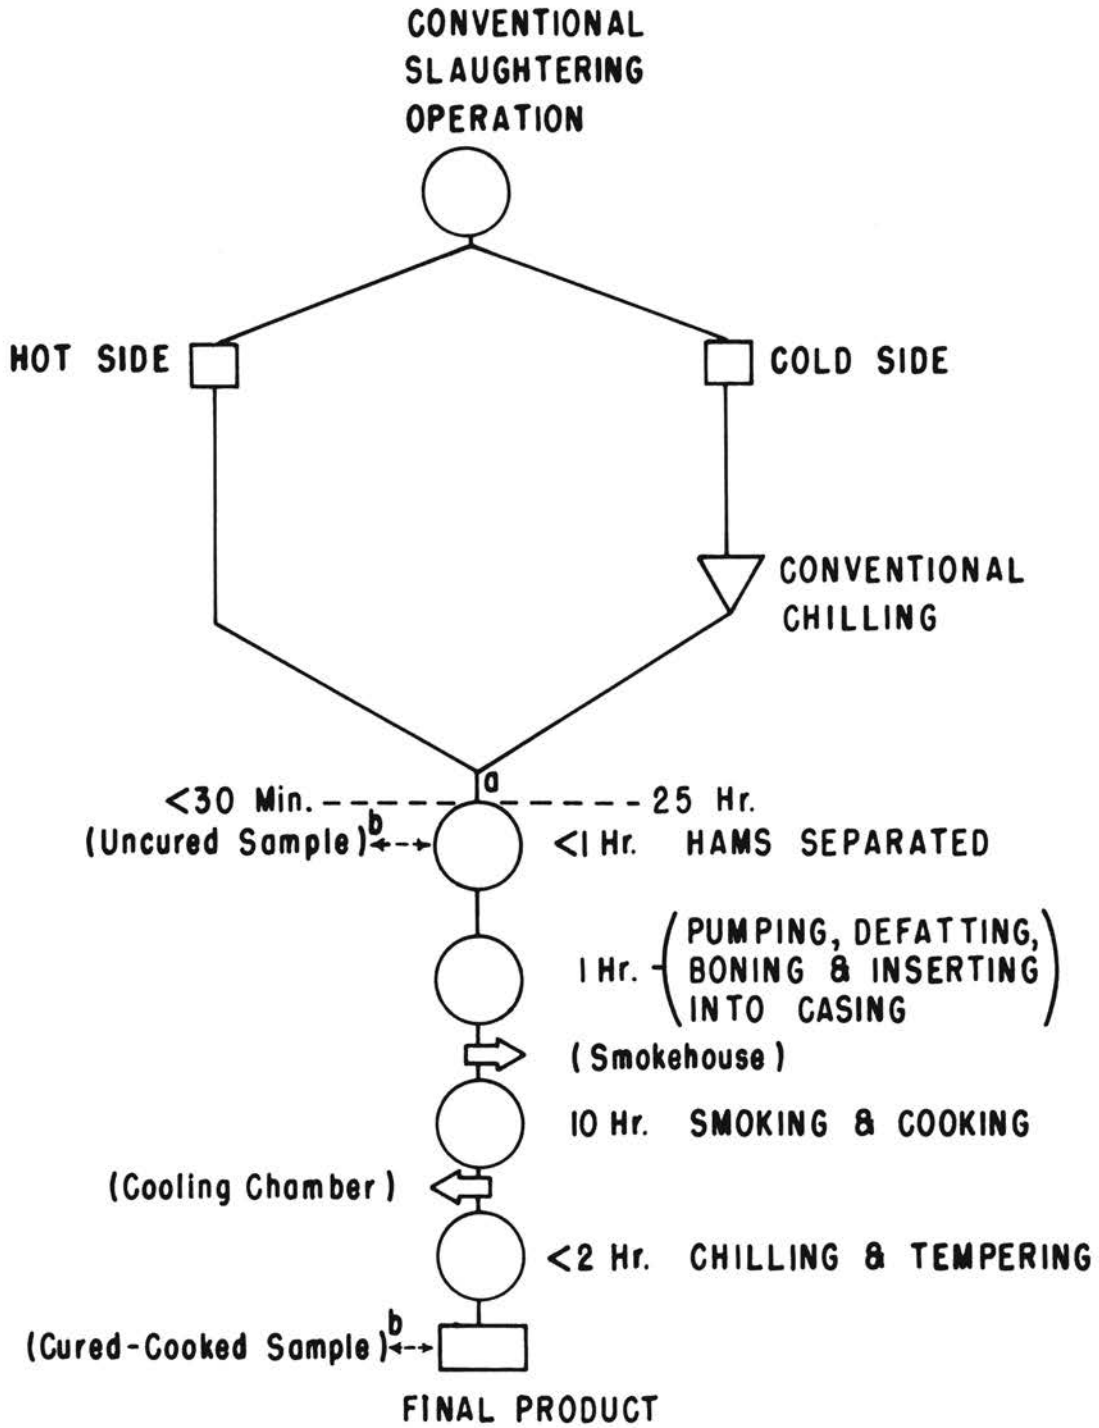 CONVENTIONAL
SLAUGHTERING
OPERATION
HOT SIDE
COLD SIDE
CONVENTIONAL
CHILLING
a
<30 Min.
25 Hr.
(Uncured Sample)b
<1 Hr. HAMS SEPARATED
1 Hr.
(PUMPING, DEFATTING,
BONING & INSERTING
INTO CASING)
(Smokehouse)
10 Hr. SMOKING & COOKING
(Cooling Chamber)
<2 Hr. CHILLING & TEMPERING
(Cured-Cooked Sample)b
FINAL PRODUCT